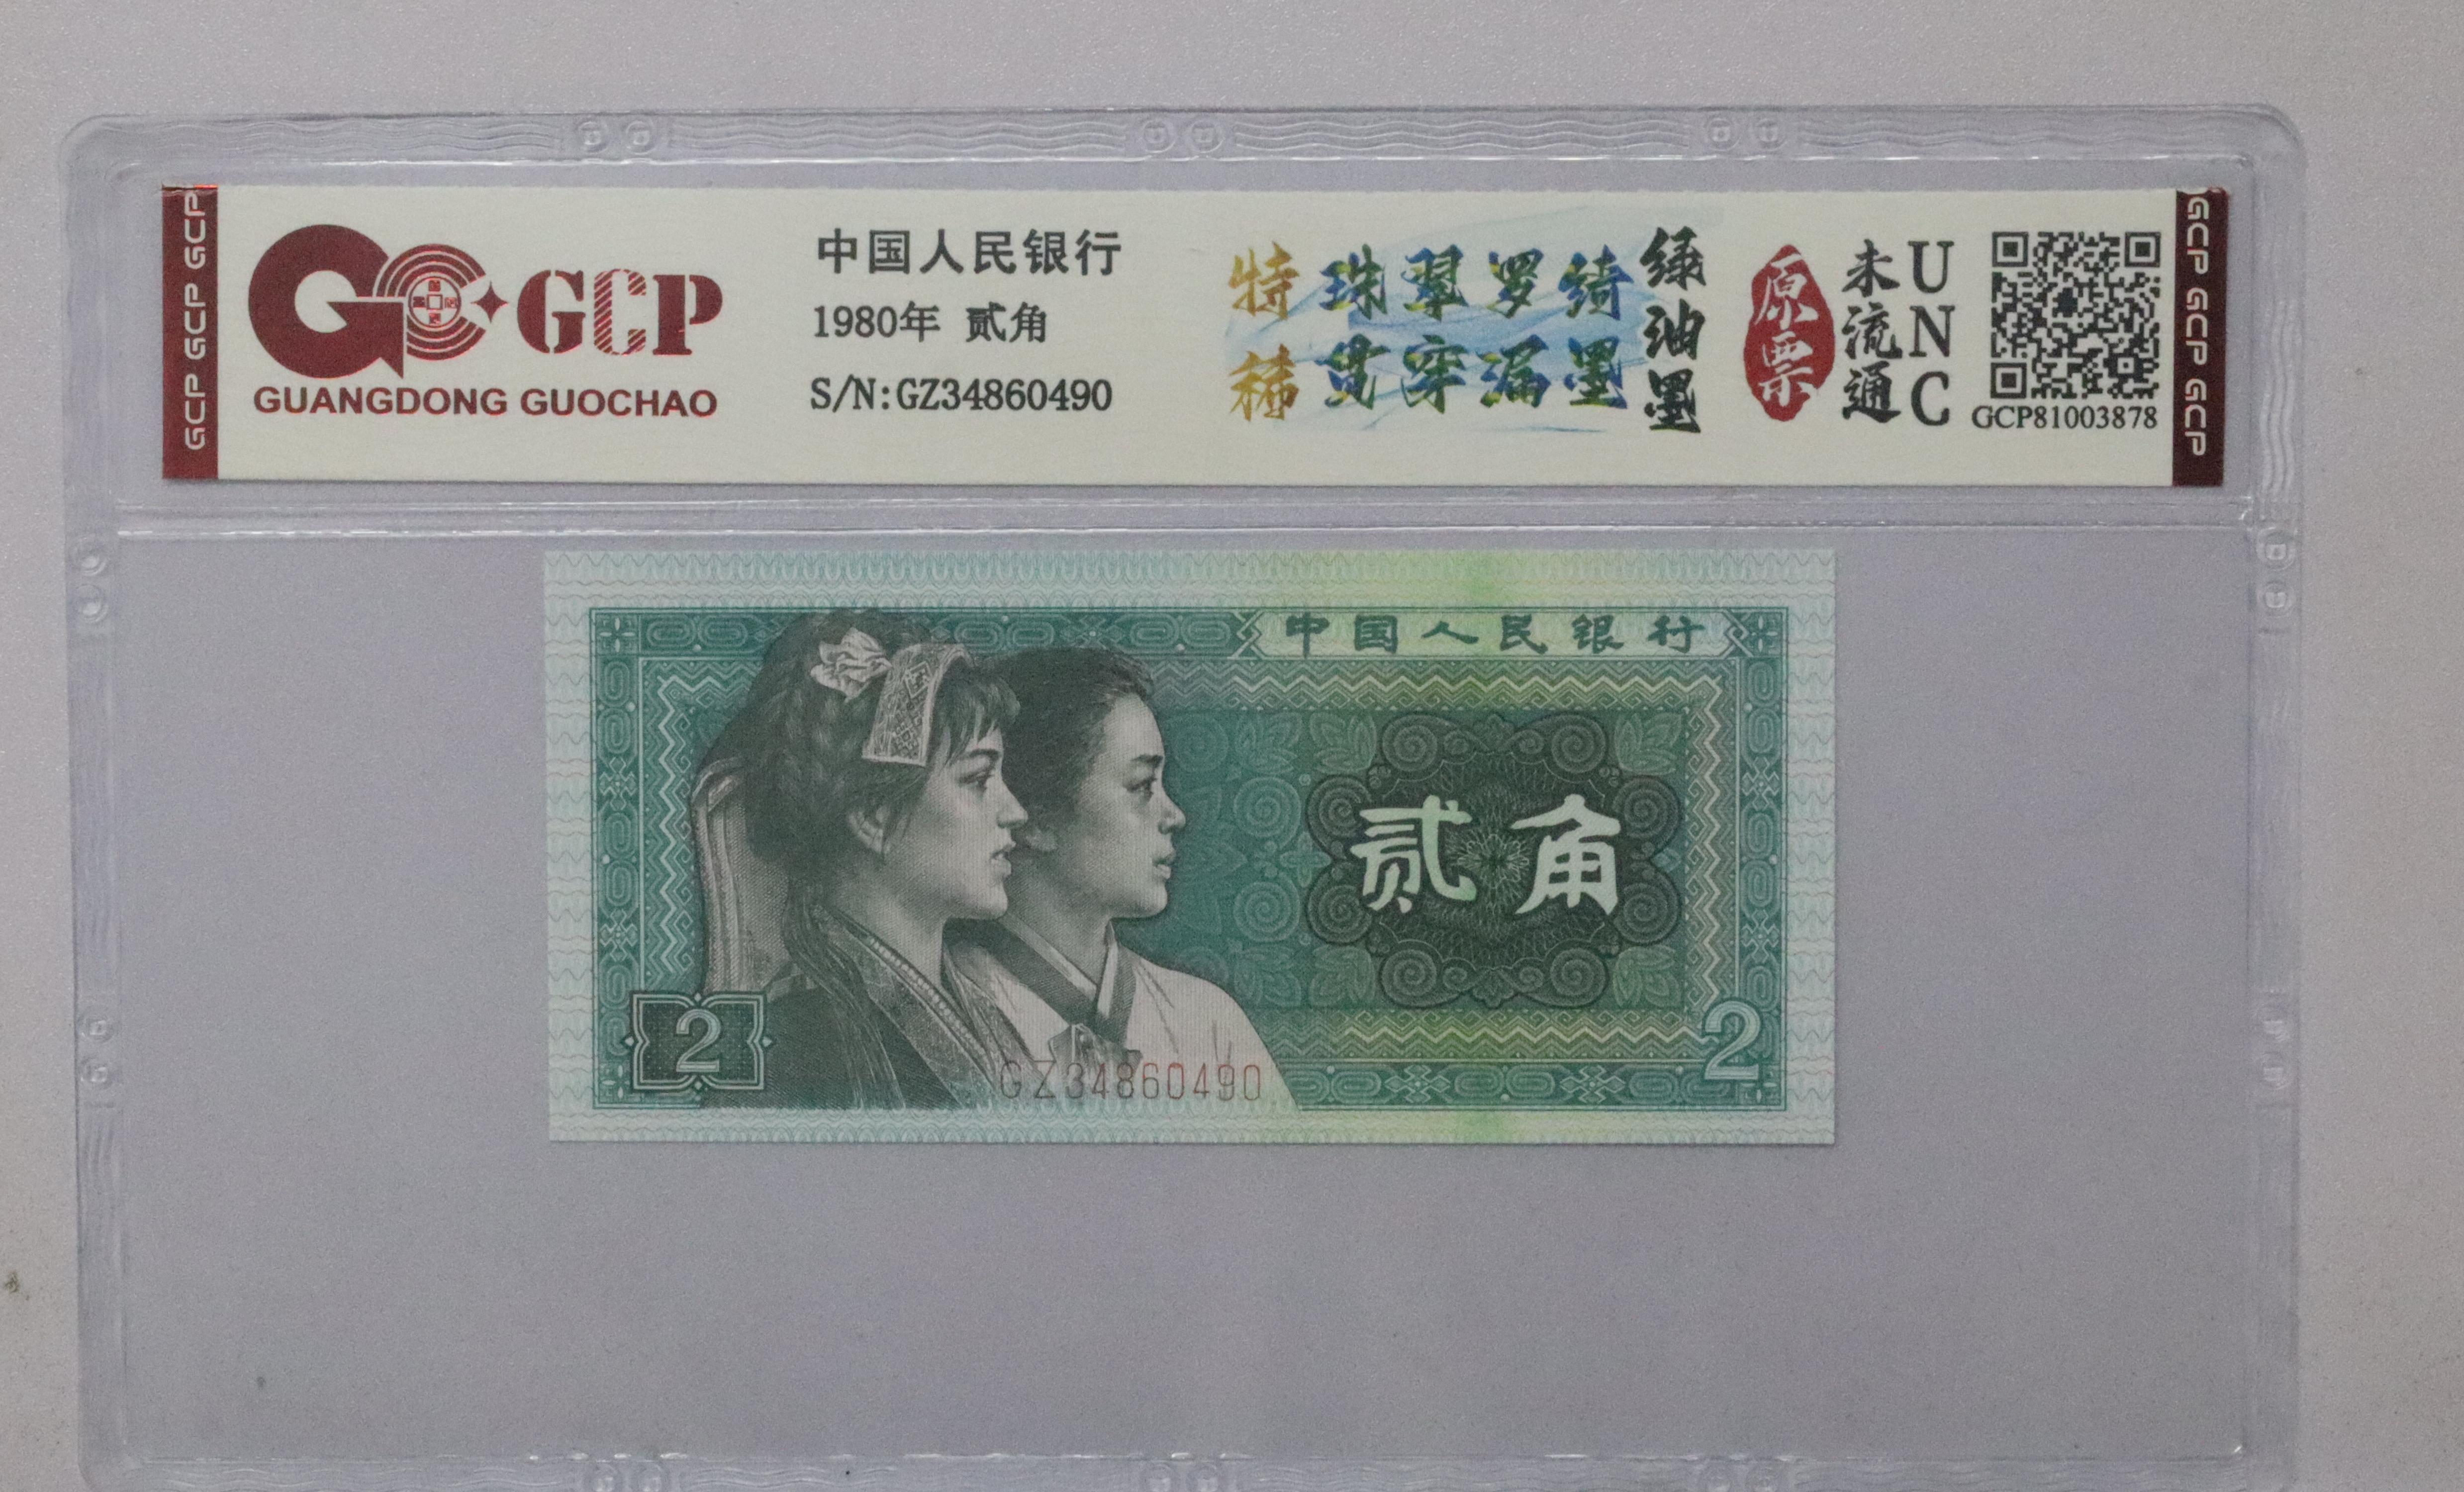 GCP GCP GCP
GCP
GUANGDONG GUOCHAO
中国人民银行
1980年 贰角
S/N:GZ34860490
特稀
珠翠罗绮
贯穿漏墨
绿油墨
原票
未流通
UNC
GCP81003878
GCP GCP GCP
中国人民银行
贰角
2
GZ34860490
2